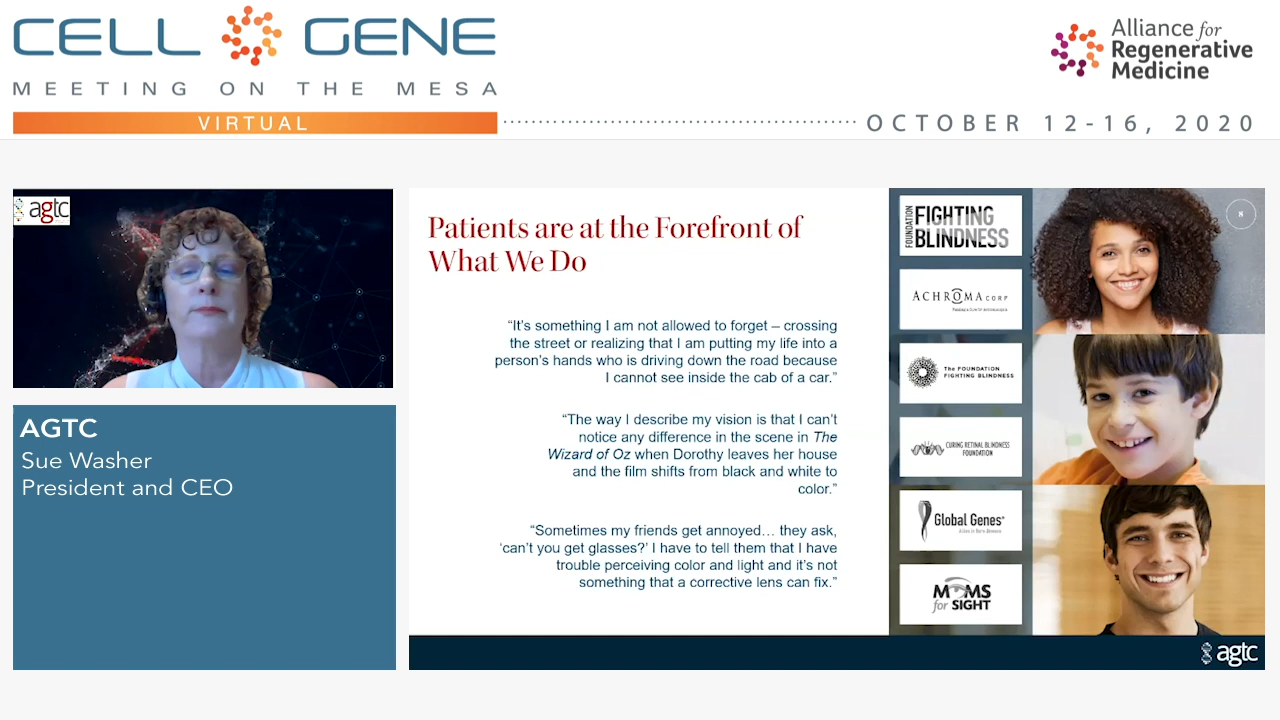 CELL GENE
MEETING ON THE MESA
VIRTUAL
Alliance for
Regenerative
Medicine
OCTOBER 12-16, 2020
agtc
AGTC
Sue Washer
President and CEO
Patients are at the Forefront of
What We Do
“It’s something I am not allowed to forget – crossing
the street or realizing that I am putting my life into a
person’s hands who is driving down the road because
I cannot see inside the cab of a car.”
“The way I describe my vision is that I can’t
notice any difference in the scene in The
Wizard of Oz when Dorothy leaves her house
and the film shifts from black and white to
color.”
“Sometimes my friends get annoyed… they ask,
‘can’t you get glasses?’ I have to tell them that I have
trouble perceiving color and light and it’s not
something that a corrective lens can fix.”
FOUNDATION
FIGHTING
BLINDNESS
ACHROMA CORP
THE FOUNDATION
FIGHTING BLINDNESS
CURING RETINAL BLINDNESS
FOUNDATION
Global Genes
MOMS
for SIGHT
8
agtc